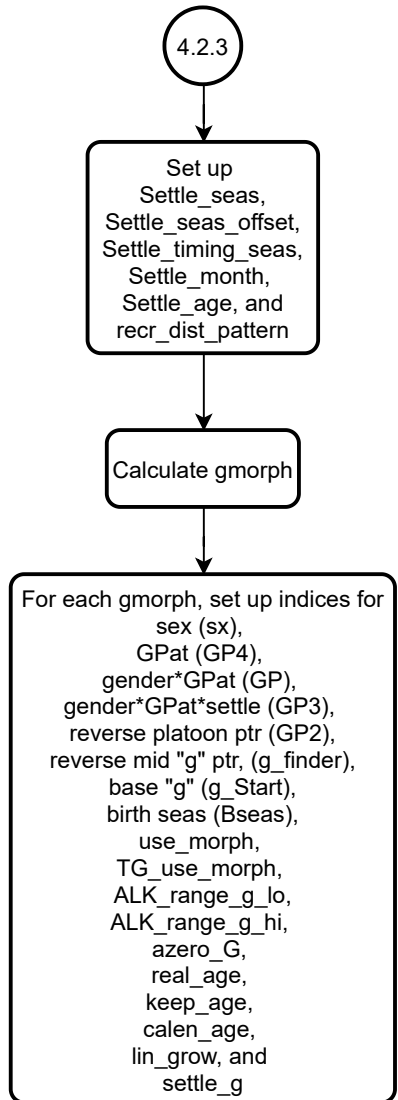 4.2.3
Set up
Settle_seas,
Settle_seas_offset,
Settle_timing_seas,
Settle_month,
Settle_age, and
recr_dist_pattern
Calculate gmorph
For each gmorph, set up indices for
sex (sx),
GPat (GP4),
gender*GPat (GP),
gender*GPat*settle (GP3),
reverse platoon ptr (GP2),
reverse mid "g" ptr, (g_finder),
base "g" (g_Start),
birth seas (Bseas),
use_morph,
TG_use_morph,
ALK_range_g_lo,
ALK_range_g_hi,
azero_G,
real_age,
keep_age,
calen_age,
lin_grow, and
settle_g